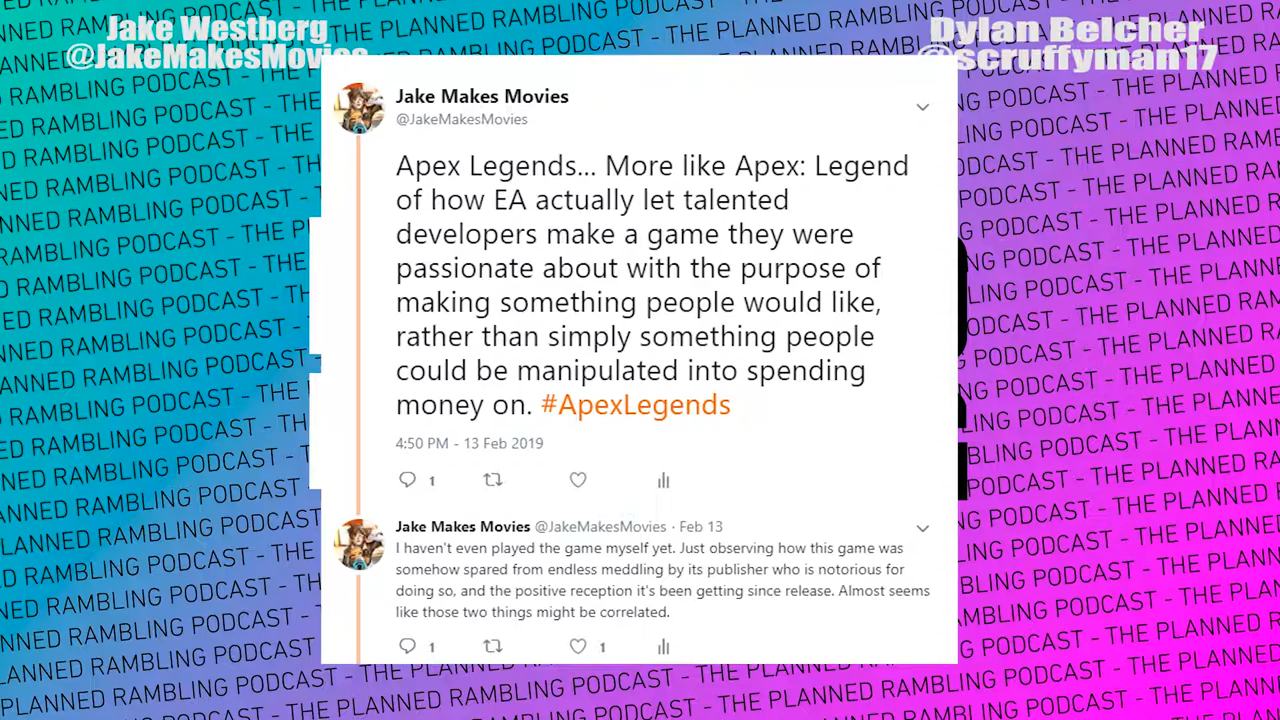 Jake Westberg
@JakeMakesMovies
Dylan Belcher
@scruffyman17
Jake Makes Movies
@JakeMakesMovies
Apex Legends... More like Apex: Legend
of how EA actually let talented
developers make a game they were
passionate about with the purpose of
making something people would like,
rather than simply something people
could be manipulated into spending
money on. #ApexLegends
4:50 PM - 13 Feb 2019
1
Jake Makes Movies @JakeMakesMovies · Feb 13
I haven't even played the game myself yet. Just observing how this game was
somehow spared from endless meddling by its publisher who is notorious for
doing so, and the positive reception it's been getting since release. Almost seems
like those two things might be correlated.
1 1
THE PLANNED RAMBLING PODCAST - THE PLANNED RAMBLING PODCAST